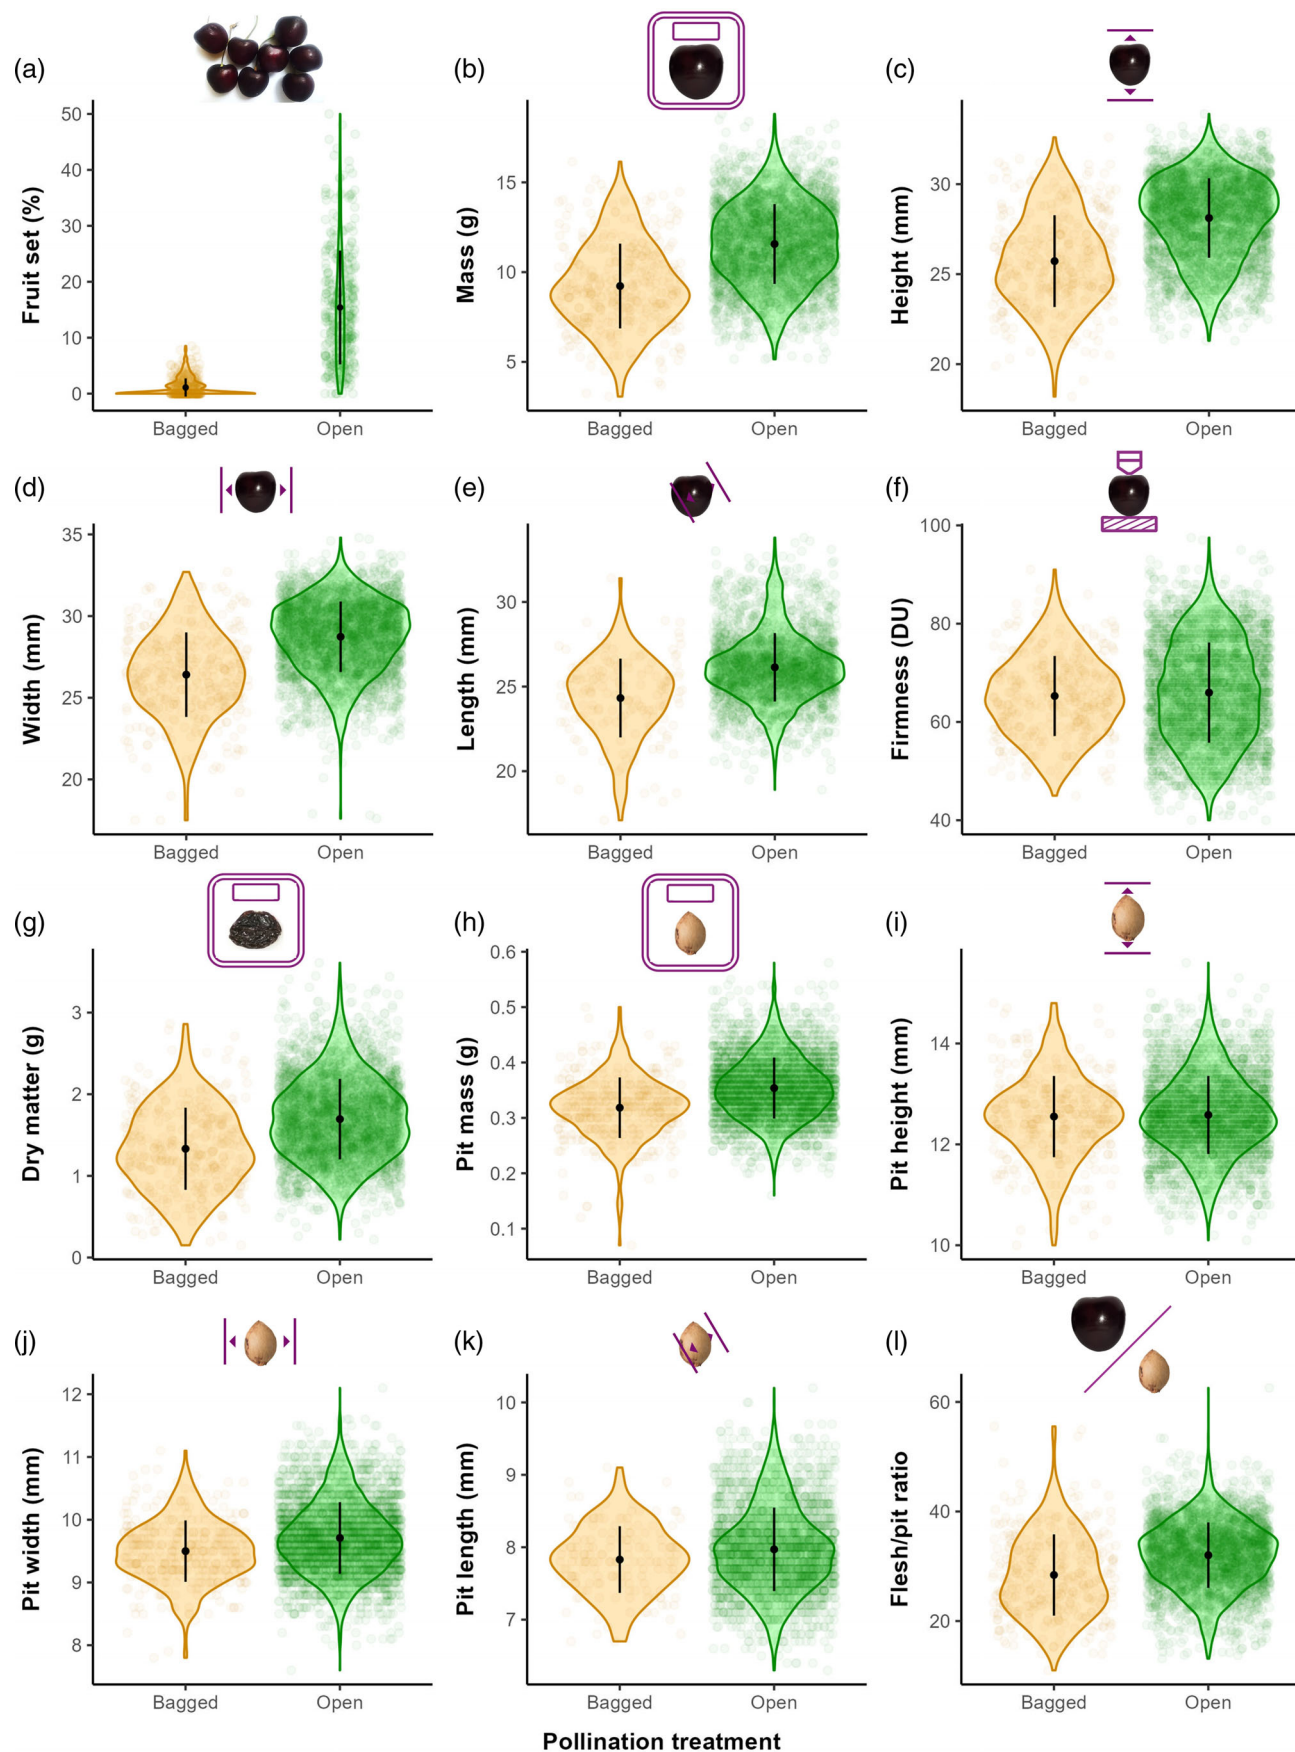 (a)
Fruit set (%)
50
40
30
20
10
0
Bagged Open
(b)
Mass (g)
15
10
5
Bagged Open
(c)
Height (mm)
30
25
20
Bagged Open
(d)
Width (mm)
35
30
25
20
Bagged Open
(e)
Length (mm)
30
25
20
Bagged Open
(f)
Firmness (DU)
100
80
60
40
Bagged Open
(g)
Dry matter (g)
3
2
1
0
Bagged Open
(h)
Pit mass (g)
0.6
0.5
0.4
0.3
0.2
0.1
Bagged Open
(i)
Pit height (mm)
14
12
10
Bagged Open
(j)
Pit width (mm)
12
11
10
9
8
Bagged Open
(k)
Pit length (mm)
10
9
8
7
Bagged Open
(l)
Flesh/pit ratio
60
40
20
Bagged Open
Pollination treatment